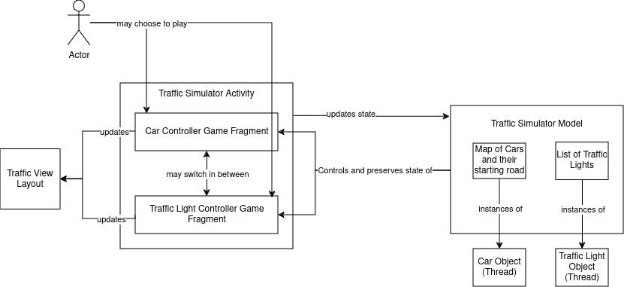 may choose to play
Actor
Traffic Simulator Activity
updates state
Traffic Simulator Model
Car Controller Game Fragment
updates
Map of Cars
and their
starting road
List of Traffic
Lights
Traffic View
Layout
may switch in between
Controls and preserves state of
Traffic Light Controller Game
Fragment
updates
instances of
instances of
Car Object
(Thread)
Traffic Light
Object
(Thread)